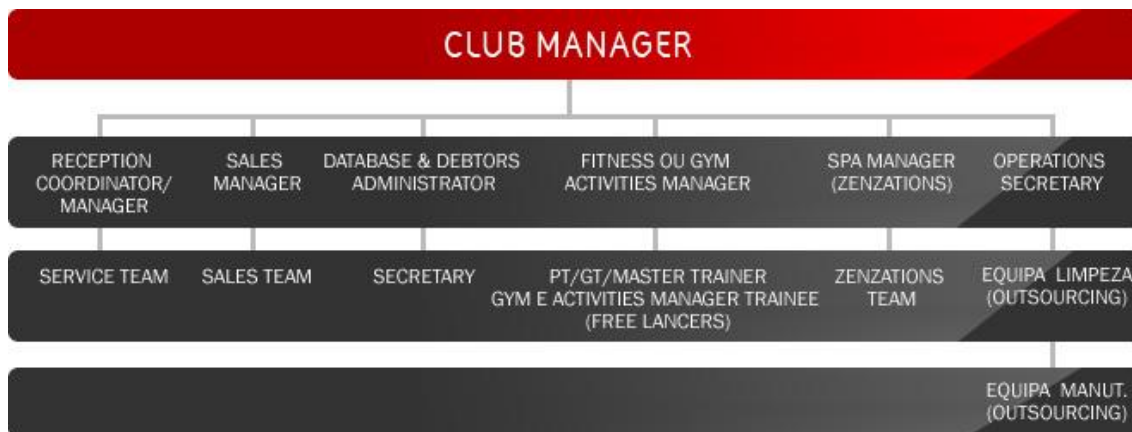 CLUB MANAGER
RECEPTION
COORDINATOR/
MANAGER
SALES
MANAGER
DATABASE & DEBTORS
ADMINISTRATOR
FITNESS OU GYM
ACTIVITIES MANAGER
SPA MANAGER
(ZENZATIONS)
OPERATIONS
SECRETARY
SERVICE TEAM
SALES TEAM
SECRETARY
PT/GT/MASTER TRAINER
GYM E ACTIVITIES MANAGER TRAINEE
(FREE LANCERS)
ZENZATIONS
TEAM
EQUIPA LIMPEZA
(OUTSOURCING)
EQUIPA MANUT.
(OUTSOURCING)